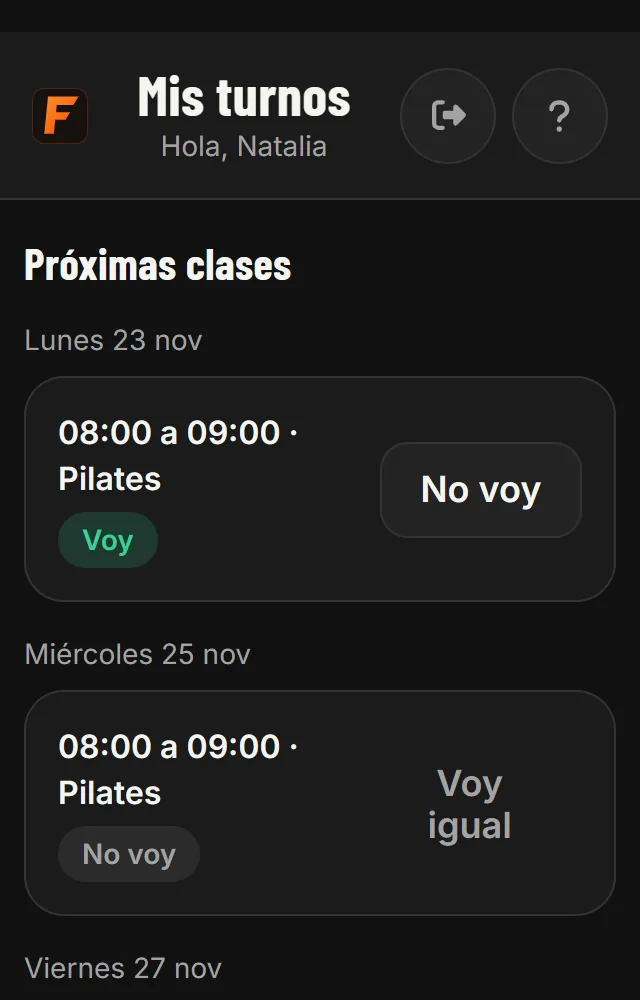 F
Mis turnos
Hola, Natalia
?
Próximas clases
Lunes 23 nov
08:00 a 09:00 ·
Pilates
Voy
No voy
Miércoles 25 nov
08:00 a 09:00 ·
Pilates
No voy
Voy
igual
Viernes 27 nov